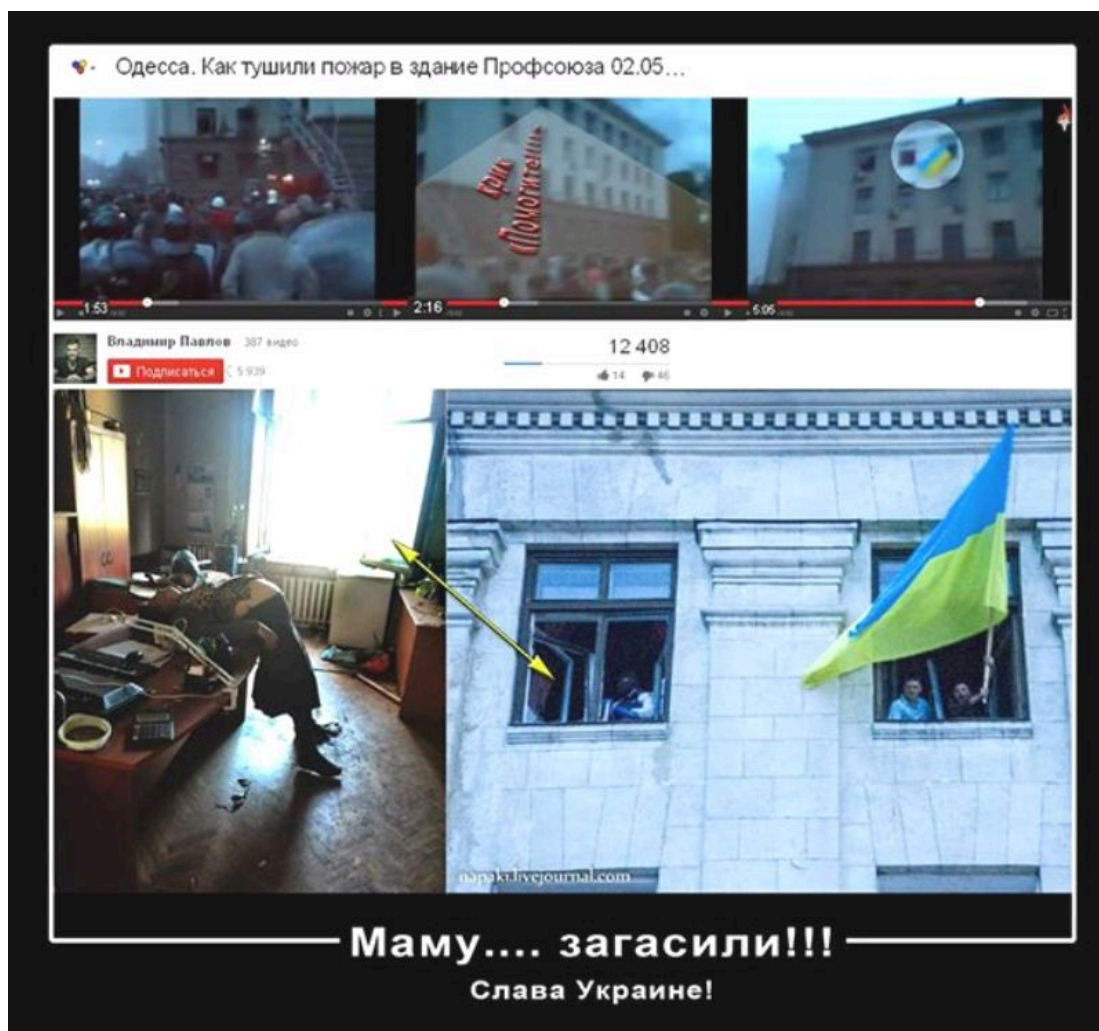 Одесса. Как тушили пожар в здание Профсоюза 02.05...
крик
«Помогите!!!»
1:53
2:16
5:05
Владимир Павлов 387 видео
Подписаться 5 939
12 408
14 46
napaki.livejournal.com
Маму.... загасили!!!
Слава Украине!